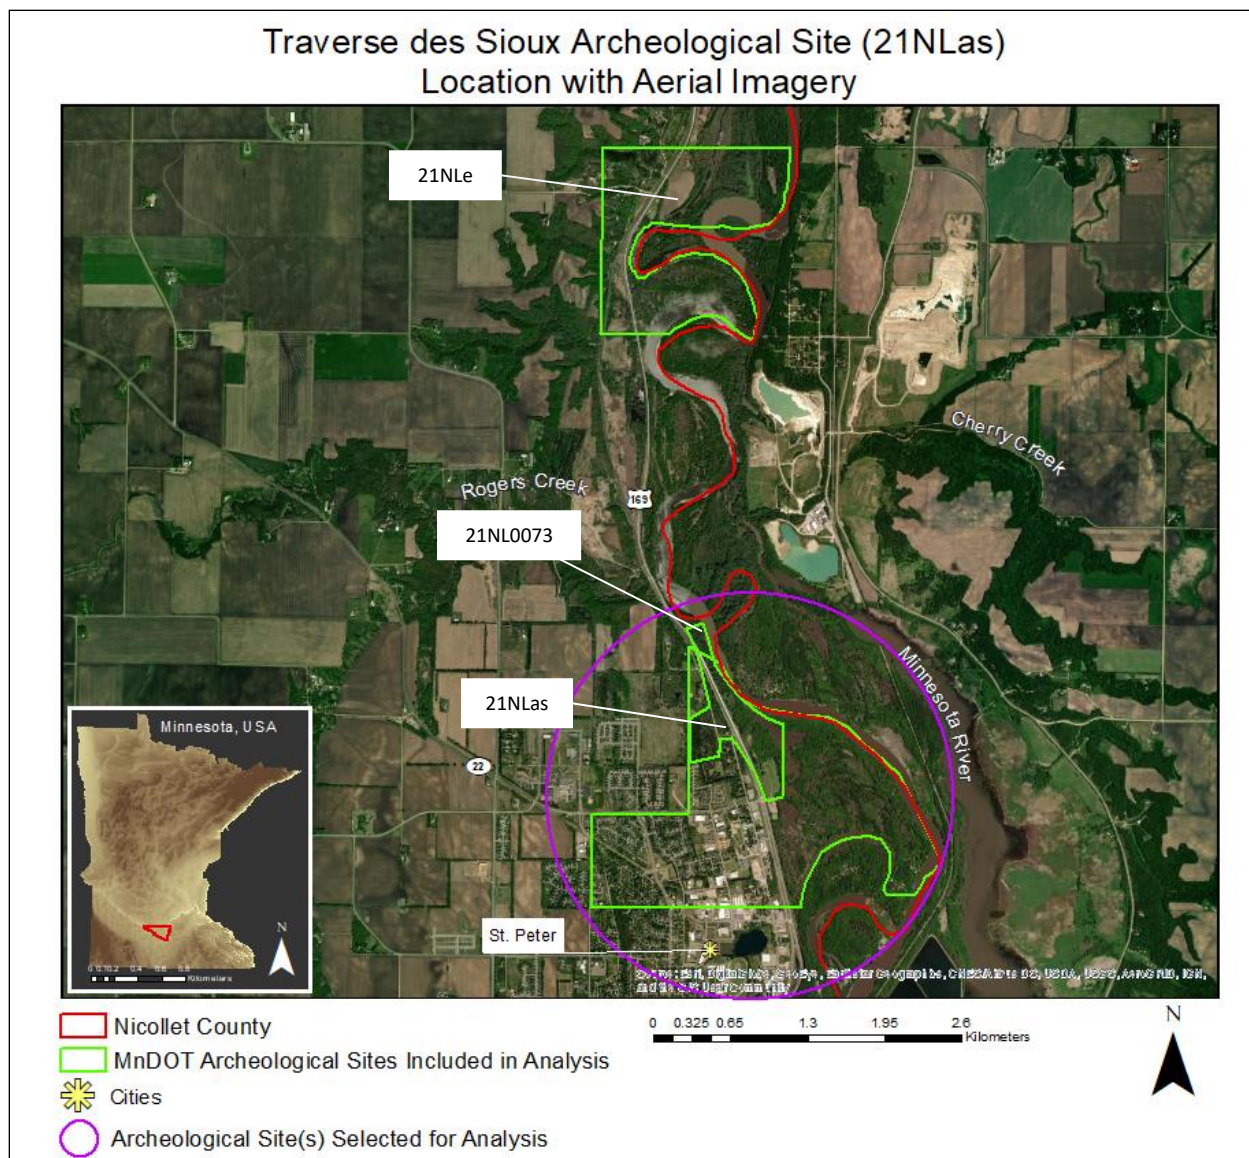 Traverse des Sioux Archeological Site (21NLas)
Location with Aerial Imagery
21NLe
Cherry Creek
Rogers Creek
169
21NL0073
Minnesota River
21NLas
Minnesota, USA
22
St. Peter
N
Kilometers
Nicollet County
0 0.325 0.65 1.3 1.95 2.6
Kilometers
N
MnDOT Archeological Sites Included in Analysis
Cities
Archeological Site(s) Selected for Analysis